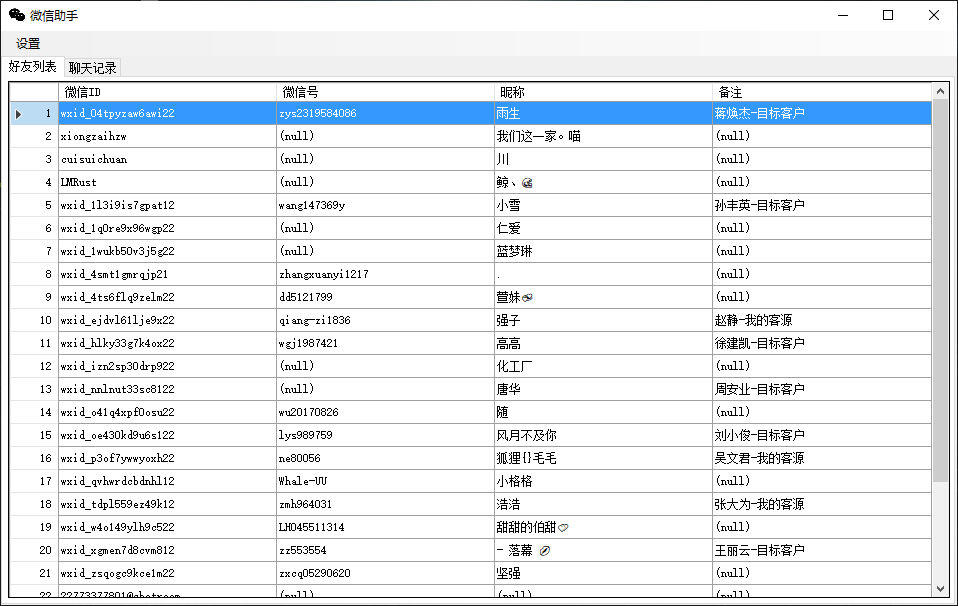 微信助手
设置
好友列表 聊天记录
微信ID 微信号 昵称 备注
1 wxid_04tpyzaw6awi22 zys2319584086 雨生 蒋焕杰-目标客户
2 xiongzaihzw (null) 我们这一家。喵 (null)
3 cuisuichuan (null) 川 (null)
4 LMRust (null) 鲸、 (null)
5 wxid_1l3i9is7gpat12 wang147369y 小雪 孙丰英-目标客户
6 wxid_1q0re9x96wgp22 (null) 仁爱 (null)
7 wxid_1wukb50v3j5g22 (null) 蓝梦琳 (null)
8 wxid_4smt1gmrqjp21 zhangxuanyi1217 . (null)
9 wxid_4ts6flq9zelm22 dd5121799 萱妹 (null)
10 wxid_ejdvl61lje9x22 qiang-zi1836 强子 赵静-我的客源
11 wxid_hlky33g7k4ox22 wgj1987421 高高 徐建凯-目标客户
12 wxid_izn2sp30drp922 (null) 化工厂 (null)
13 wxid_nnlnut33sc8122 (null) 唐华 周安业-目标客户
14 wxid_o41q4xpf0osu22 wu20170826 随 (null)
15 wxid_oe430kd9u6s122 lys989759 风月不及你 刘小俊-目标客户
16 wxid_p3of7ywwyoxh22 ne80056 狐狸{}毛毛 吴文君-我的客源
17 wxid_qvhwrdcbdnhl12 Whale-UU 小格格 (null)
18 wxid_tdpl559ez49k12 zmh964031 浩浩 张大为-我的客源
19 wxid_w4o149ylh9c522 LH045511314 甜甜的伯甜 (null)
20 wxid_xgmen7d8cvm812 zz553554 - 落幕 王丽云-目标客户
21 wxid_zsqogc9kce1m22 zxcq05290620 坚强 (null)
22 22773377801@chatroom (null) (null) (null)